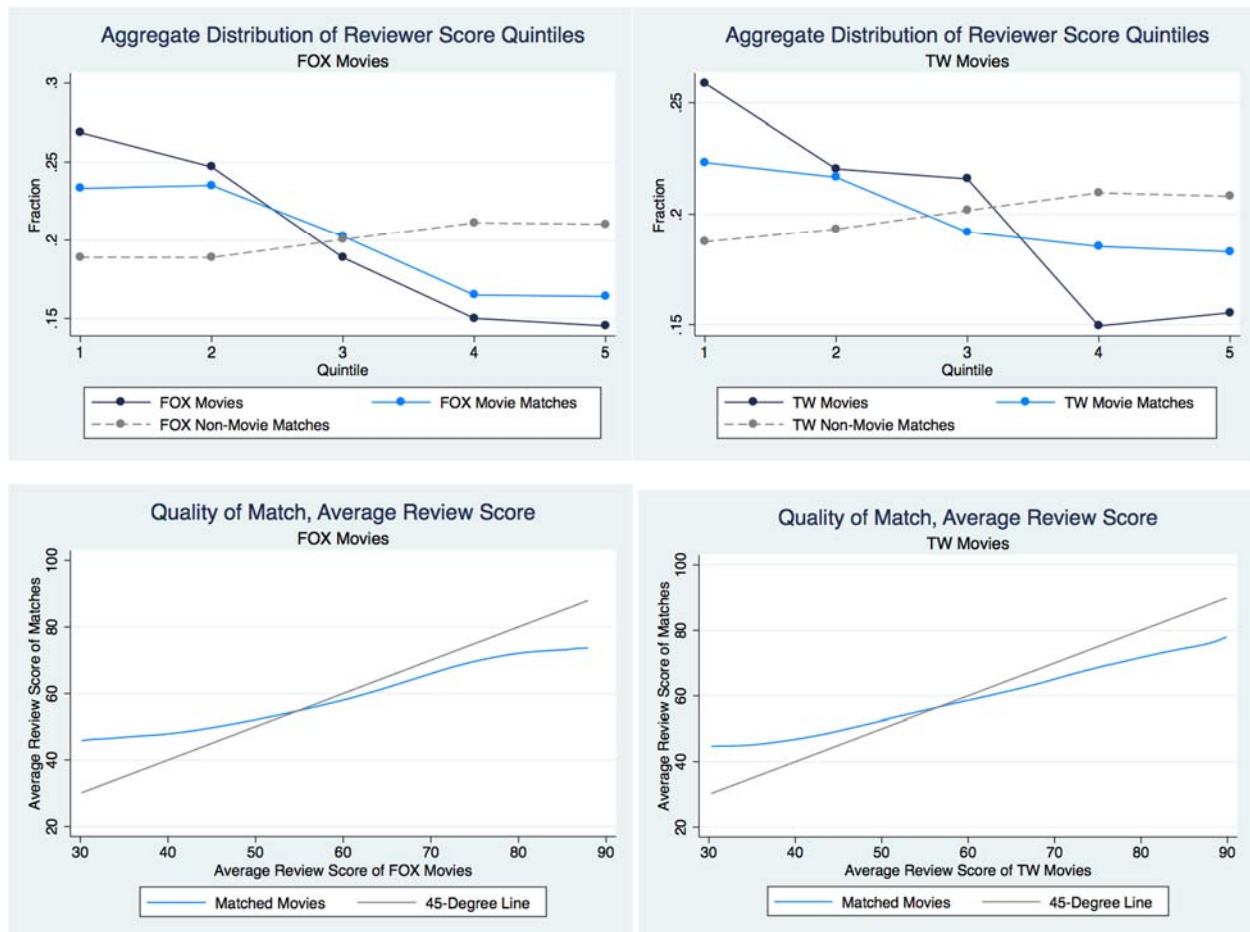 Aggregate Distribution of Reviewer Score Quintiles
FOX Movies
Fraction
.3
.25
.2
.15
1 2 3 4 5
Quintile
FOX Movies FOX Movie Matches
FOX Non-Movie Matches
Aggregate Distribution of Reviewer Score Quintiles
TW Movies
Fraction
.25
.2
.15
1 2 3 4 5
Quintile
TW Movies TW Movie Matches
TW Non-Movie Matches
Quality of Match, Average Review Score
FOX Movies
Average Review Score of Matches
100
80
60
40
20
30 40 50 60 70 80 90
Average Review Score of FOX Movies
Matched Movies 45-Degree Line
Quality of Match, Average Review Score
TW Movies
Average Review Score of Matches
100
80
60
40
20
30 40 50 60 70 80 90
Average Review Score of TW Movies
Matched Movies 45-Degree Line